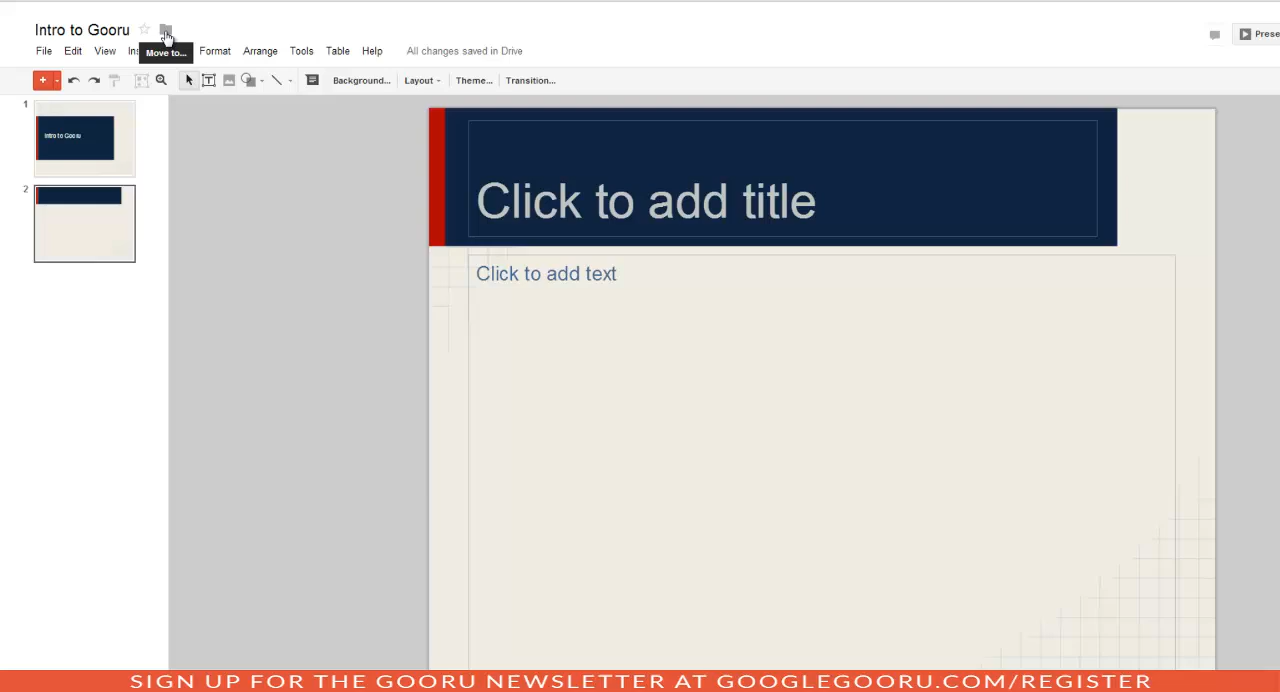 Intro to Gooru
File Edit View Ins Format Arrange Tools Table Help All changes saved in Drive
Move to...
Background... Layout Theme... Transition...
Prese
1
Intro to Gooru
2
Click to add title
Click to add text
SIGN UP FOR THE GOORU NEWSLETTER AT GOOGLEGOORU.COM/REGISTER